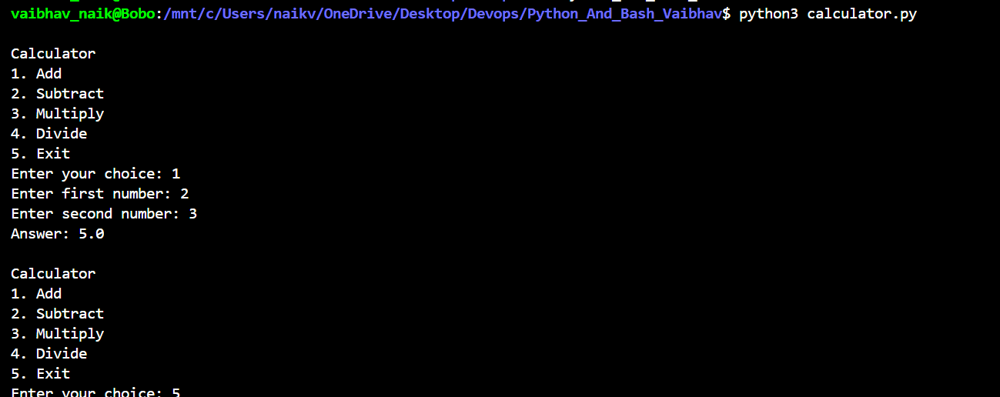 vaibhav_naik@Bobo:/mnt/c/Users/naikv/OneDrive/Desktop/Devops/Python_And_Bash_Vaibhav$ python3 calculator.py
Calculator
1. Add
2. Subtract
3. Multiply
4. Divide
5. Exit
Enter your choice: 1
Enter first number: 2
Enter second number: 3
Answer: 5.0
Calculator
1. Add
2. Subtract
3. Multiply
4. Divide
5. Exit
Enter your choice: 5